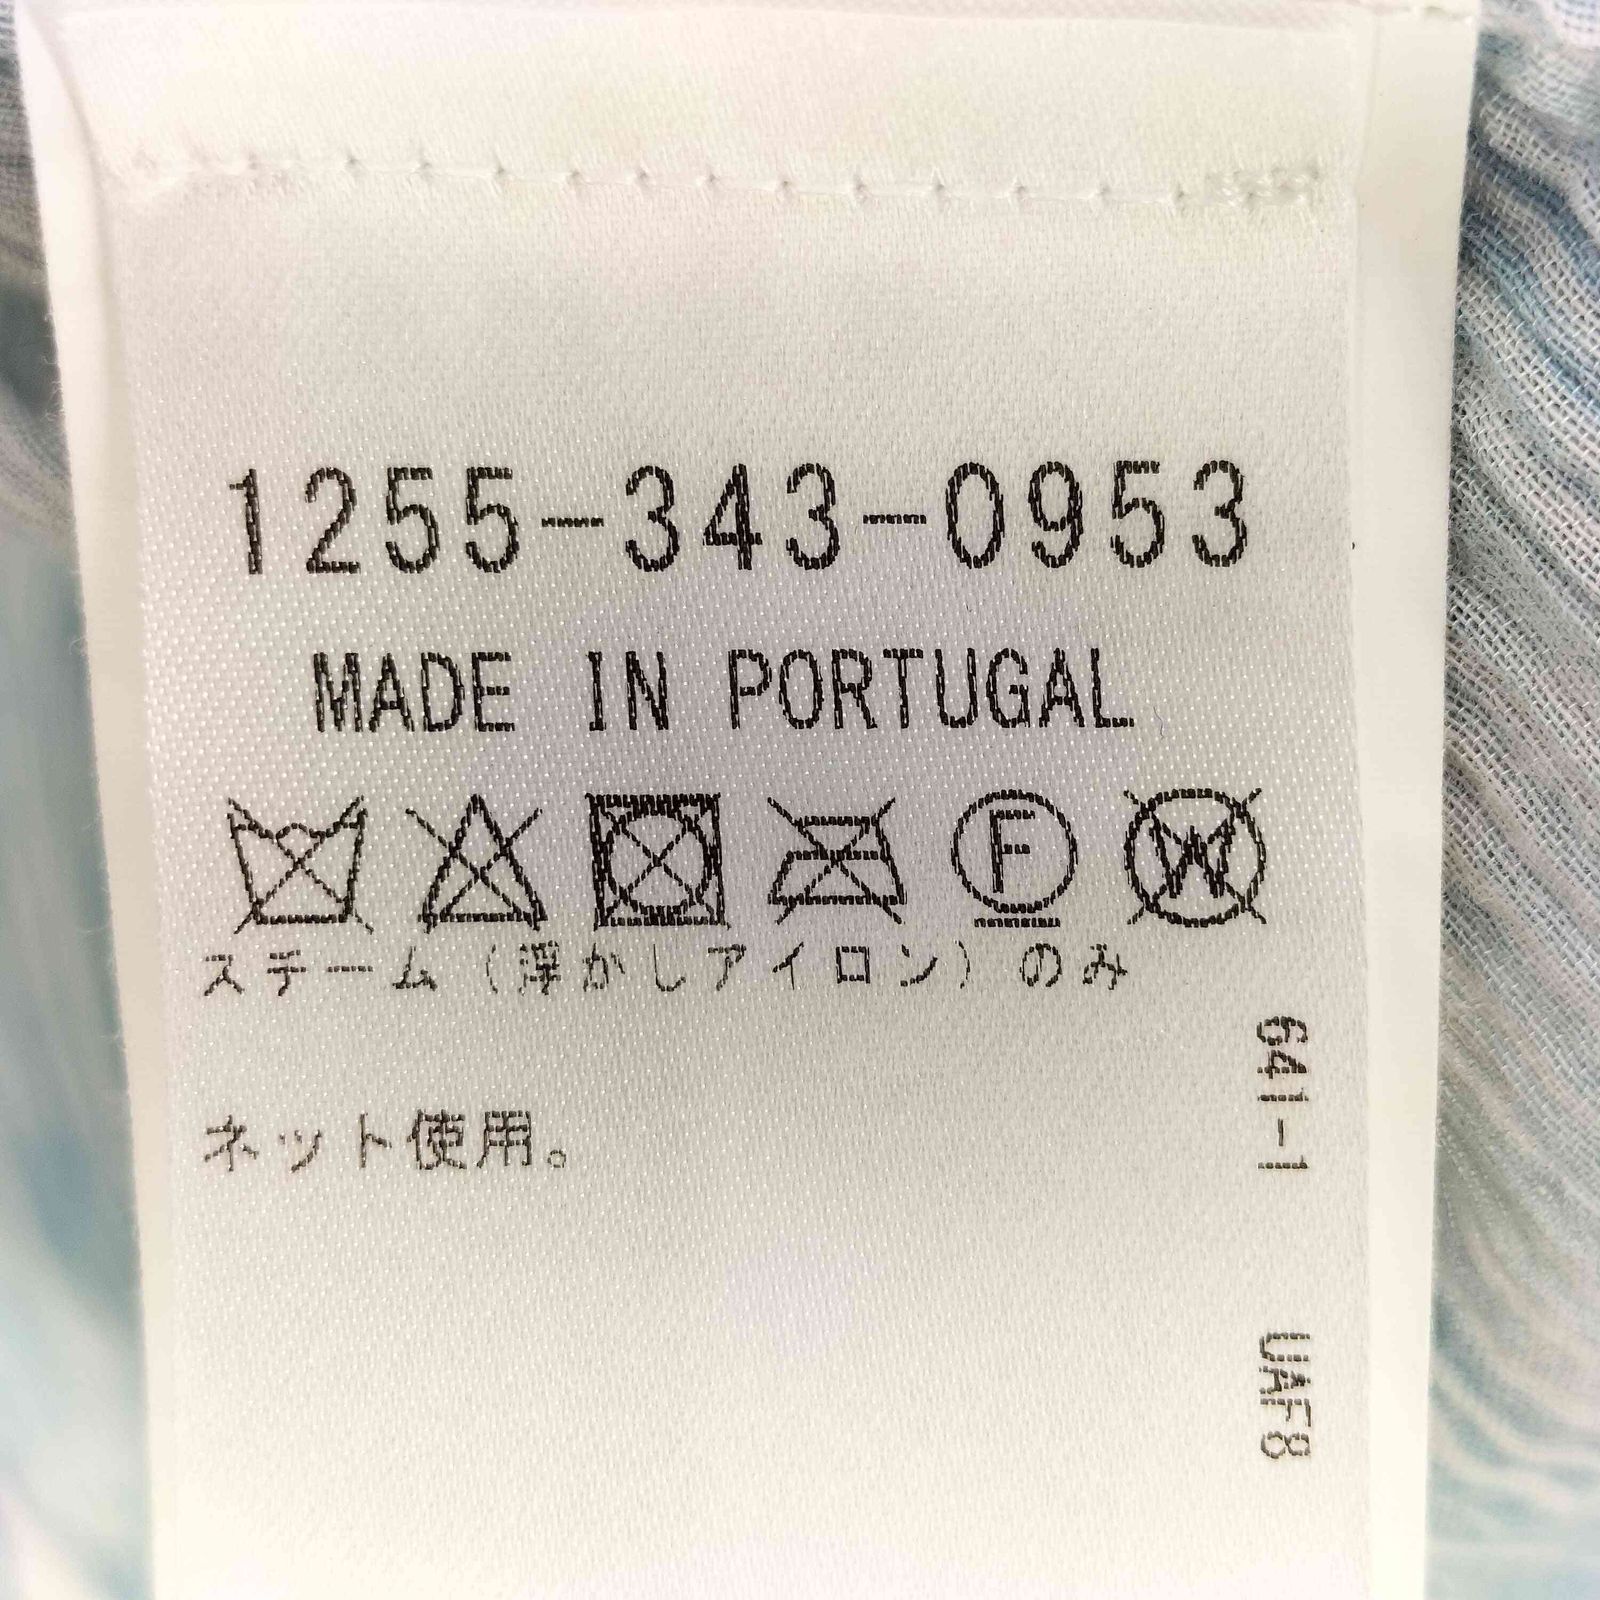 1255-343-0953
MADE IN PORTUGAL
F W
スチーム(浮かしアイロン)のみ
ネット使用。
641-1
UAF8